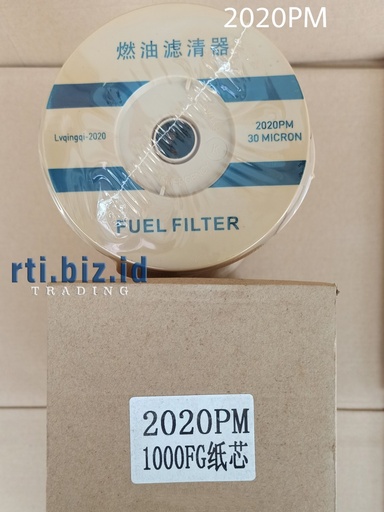 2020PM
燃油滤清器
Lvqingqi-2020
2020PM
30 MICRON
FUEL FILTER
rti.biz.id
TRADING
2020PM
1000FG纸芯